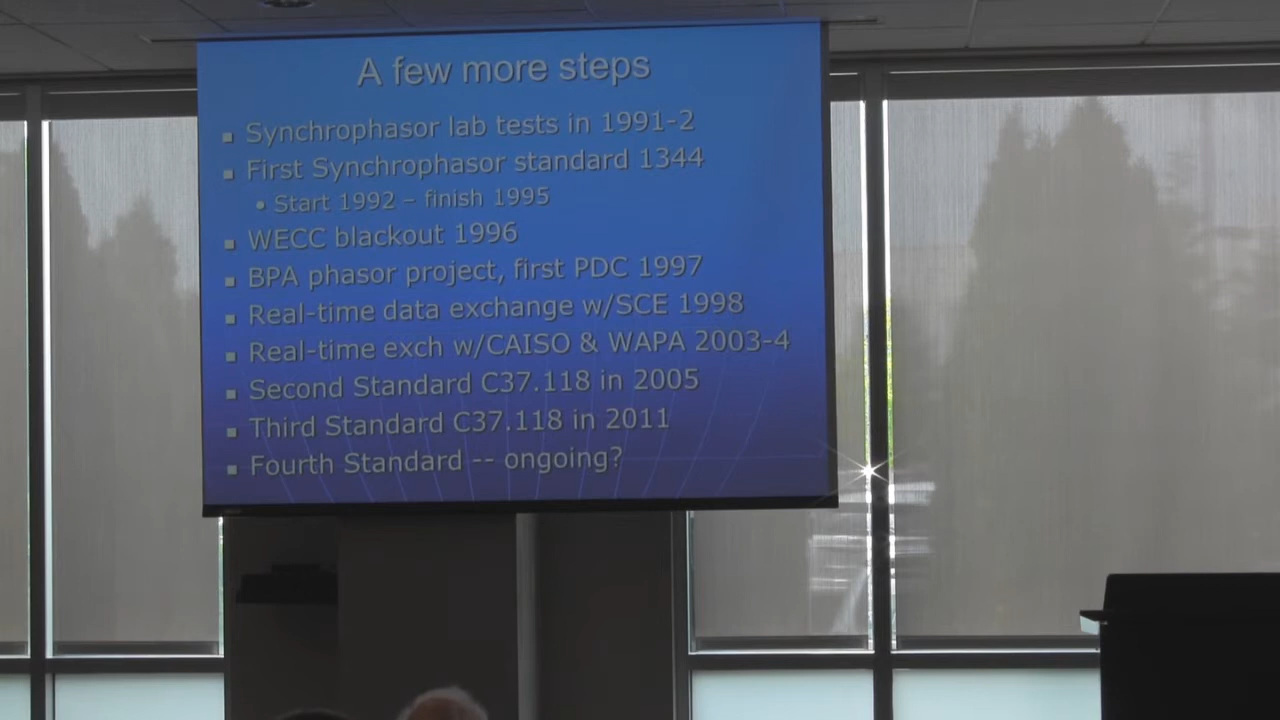 A few more steps
Synchrophasor lab tests in 1991-2
First Synchrophasor standard 1344
Start 1992 – finish 1995
WECC blackout 1996
BPA phasor project, first PDC 1997
Real-time data exchange w/SCE 1998
Real-time exch w/CAISO & WAPA 2003-4
Second Standard C37.118 in 2005
Third Standard C37.118 in 2011
Fourth Standard -- ongoing?